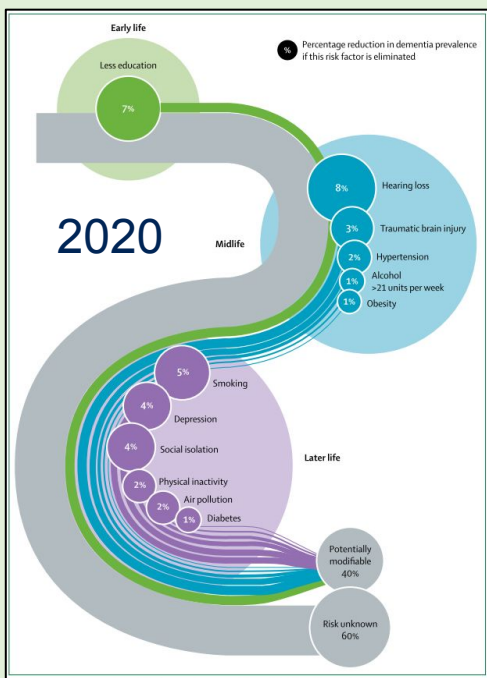 Early life
% Percentage reduction in dementia prevalence
if this risk factor is eliminated
Less education
7%
2020
Midlife
8% Hearing loss
3% Traumatic brain injury
2% Hypertension
1% Alcohol
>21 units per week
1% Obesity
5% Smoking
4% Depression
4% Social isolation
2% Physical inactivity
2% Air pollution
1% Diabetes
Later life
Potentially
modifiable
40%
Risk unknown
60%